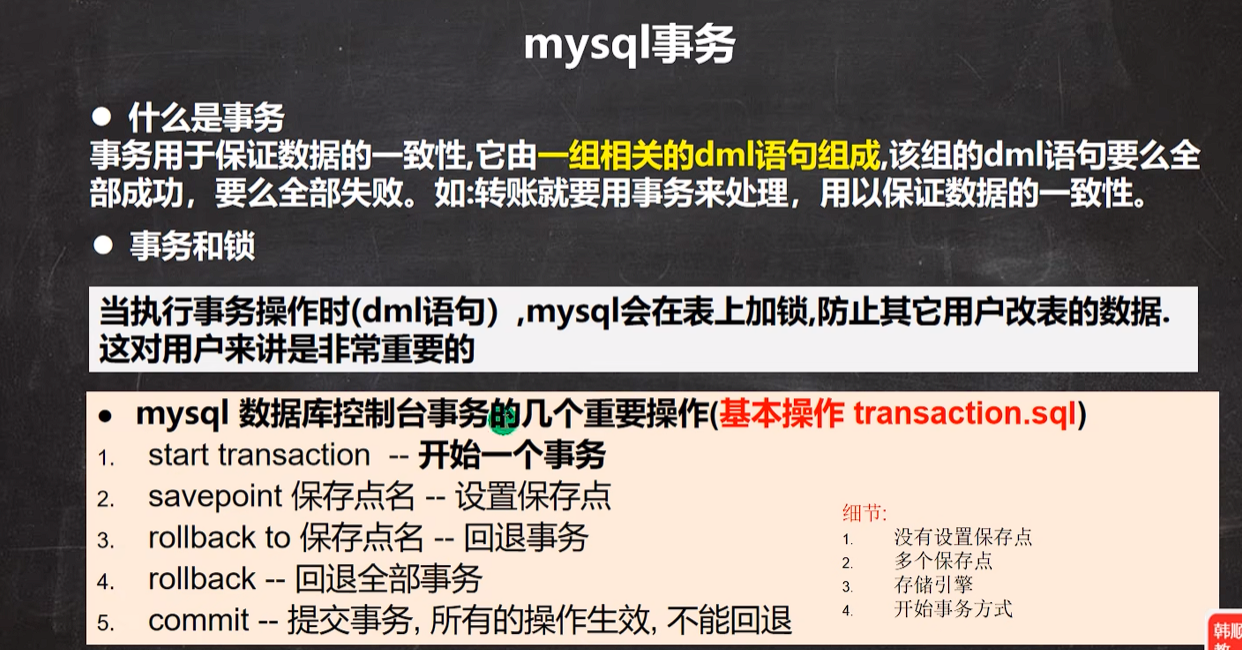 mysql事务
● 什么是事务
事务用于保证数据的一致性,它由一组相关的dml语句组成,该组的dml语句要么全
部成功，要么全部失败。如:转账就要用事务来处理，用以保证数据的一致性。
● 事务和锁
当执行事务操作时(dml语句）,mysql会在表上加锁,防止其它用户改表的数据.
这对用户来讲是非常重要的
● mysql 数据库控制台事务的几个重要操作(基本操作 transaction.sql)
1. start transaction -- 开始一个事务
2. savepoint 保存点名 -- 设置保存点
3. rollback to 保存点名 -- 回退事务
4. rollback -- 回退全部事务
5. commit -- 提交事务, 所有的操作生效, 不能回退
细节:
1. 没有设置保存点
2. 多个保存点
3. 存储引擎
4. 开始事务方式
韩顺